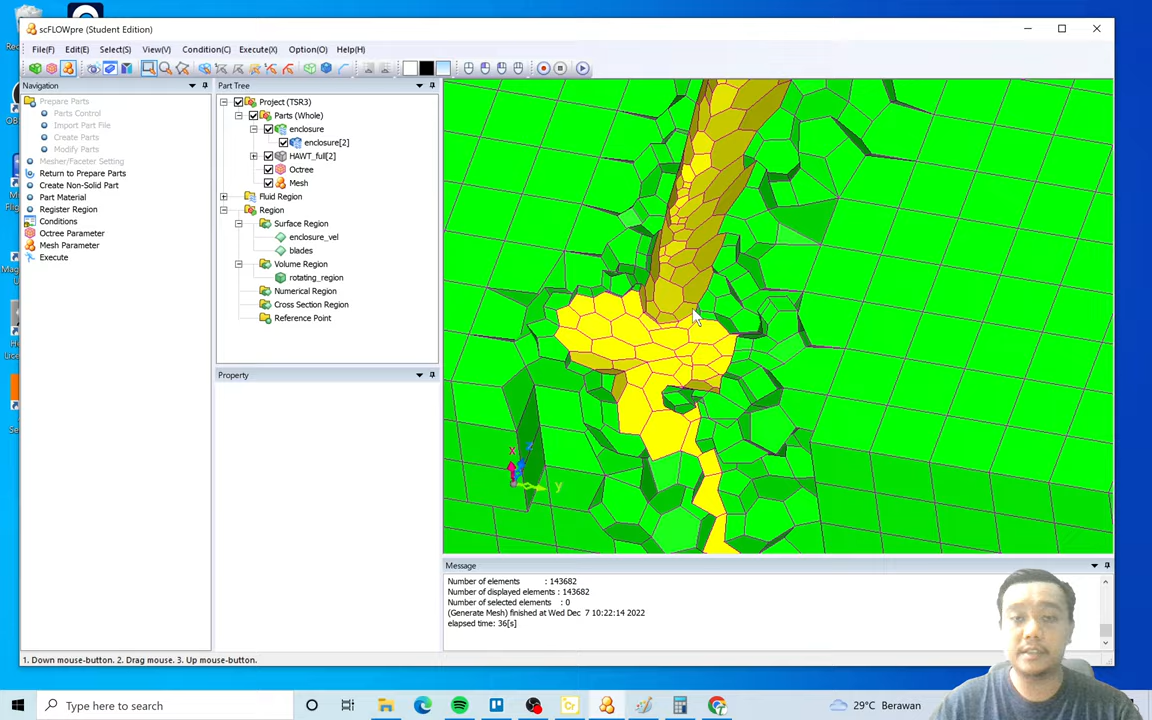 Rec
scFLOWpre (Student Edition)
File(F) Edit(E) Select(S) View(V) Condition(C) Execute(X) Option(O) Help(H)
Navigation
Prepare Parts
Parts Control
Import Part File
Create Parts
Modify Parts
Mesher/Faceter Setting
Return to Prepare Parts
Create Non-Solid Part
Part Material
Register Region
Conditions
Octree Parameter
Mesh Parameter
Execute
Part Tree
Project (TSR3)
Parts (Whole)
enclosure
enclosure[2]
HAWT_full[2]
Octree
Mesh
Fluid Region
Region
Surface Region
enclosure_vel
blades
Volume Region
rotating_region
Numerical Region
Cross Section Region
Reference Point
Property
x
z
y
Message
Number of elements : 143682
Number of displayed elements : 143682
Number of selected elements : 0
(Generate Mesh) finished at Wed Dec 7 10:22:14 2022
elapsed time: 36[s]
1. Down mouse-button. 2. Drag mouse. 3. Up mouse-button.
Type here to search
Cr
29°C Berawan